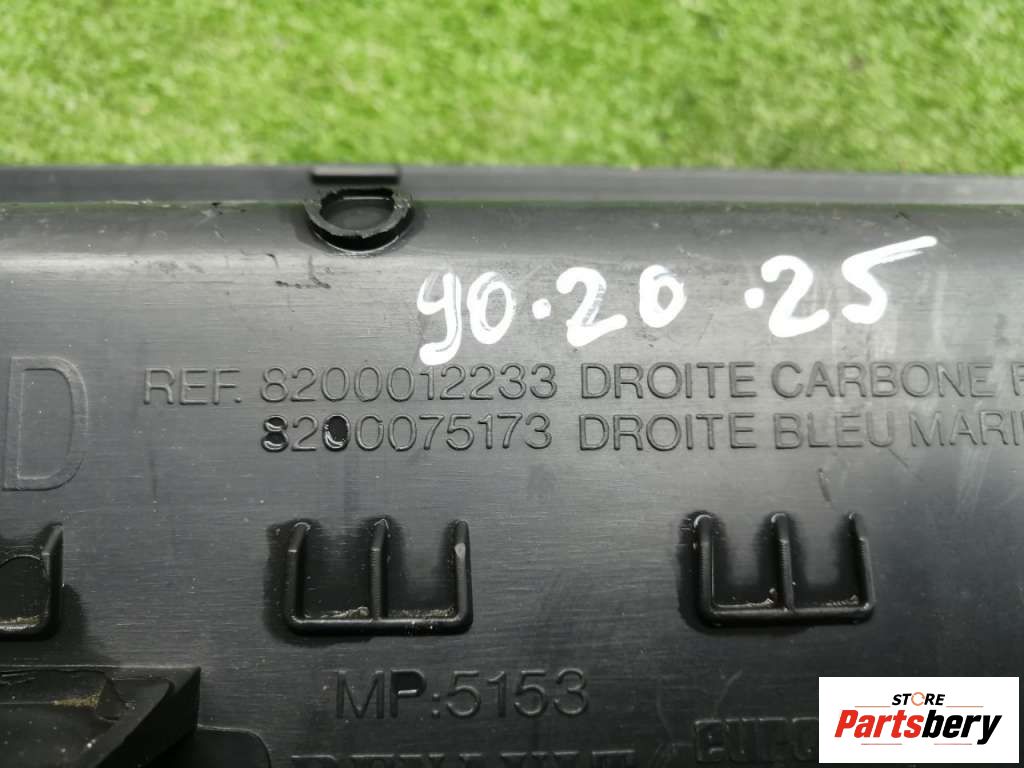 90.20.25
D
REF. 8200012233 DROITE CARBONE
8200075173 DROITE BLEU
MP:5153
STORE
Partsbery